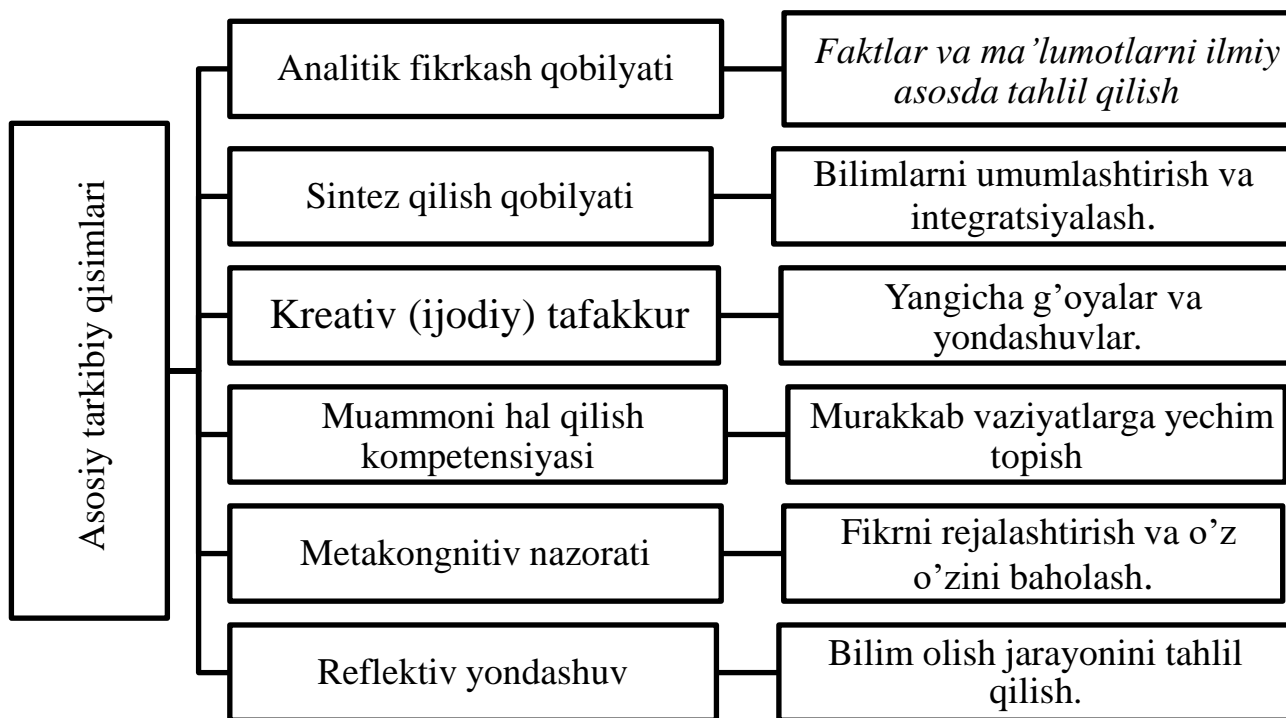 Asosiy tarkibiy qisimlari
Analitik fikrkash qobilyati
Faktlar va ma’lumotlarni ilmiy
asosda tahlil qilish
Sintez qilish qobilyati
Bilimlarni umumlashtirish va
integratsiyalash.
Kreativ (ijodiy) tafakkur
Yangicha g’oyalar va
yondashuvlar.
Muammoni hal qilish
kompetensiyasi
Murakkab vaziyatlarga yechim
topish
Metakongnitiv nazorati
Fikrni rejalashtirish va o’z
o’zini baholash.
Reflektiv yondashuv
Bilim olish jarayonini tahlil
qilish.